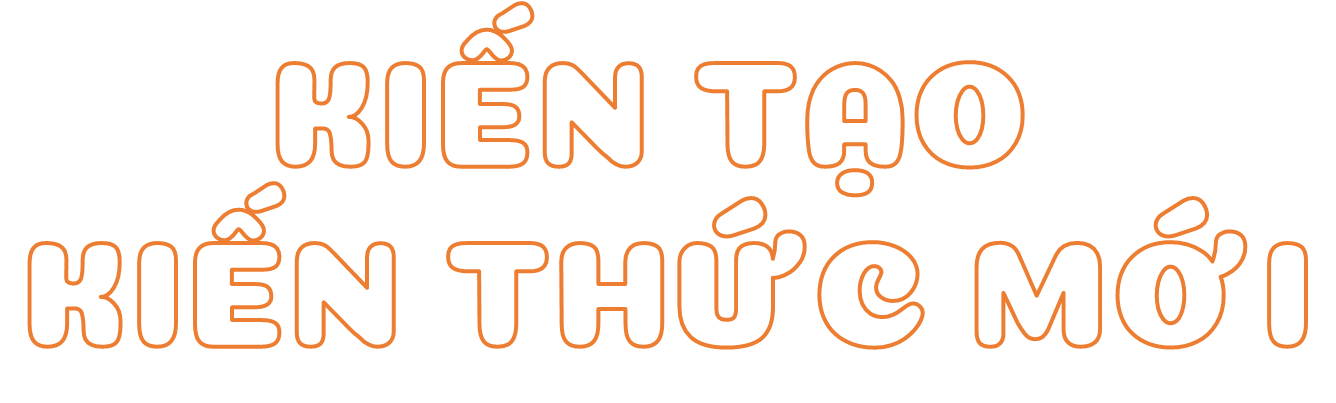 KIẾN TẠO
KIẾN THỨC MỚI